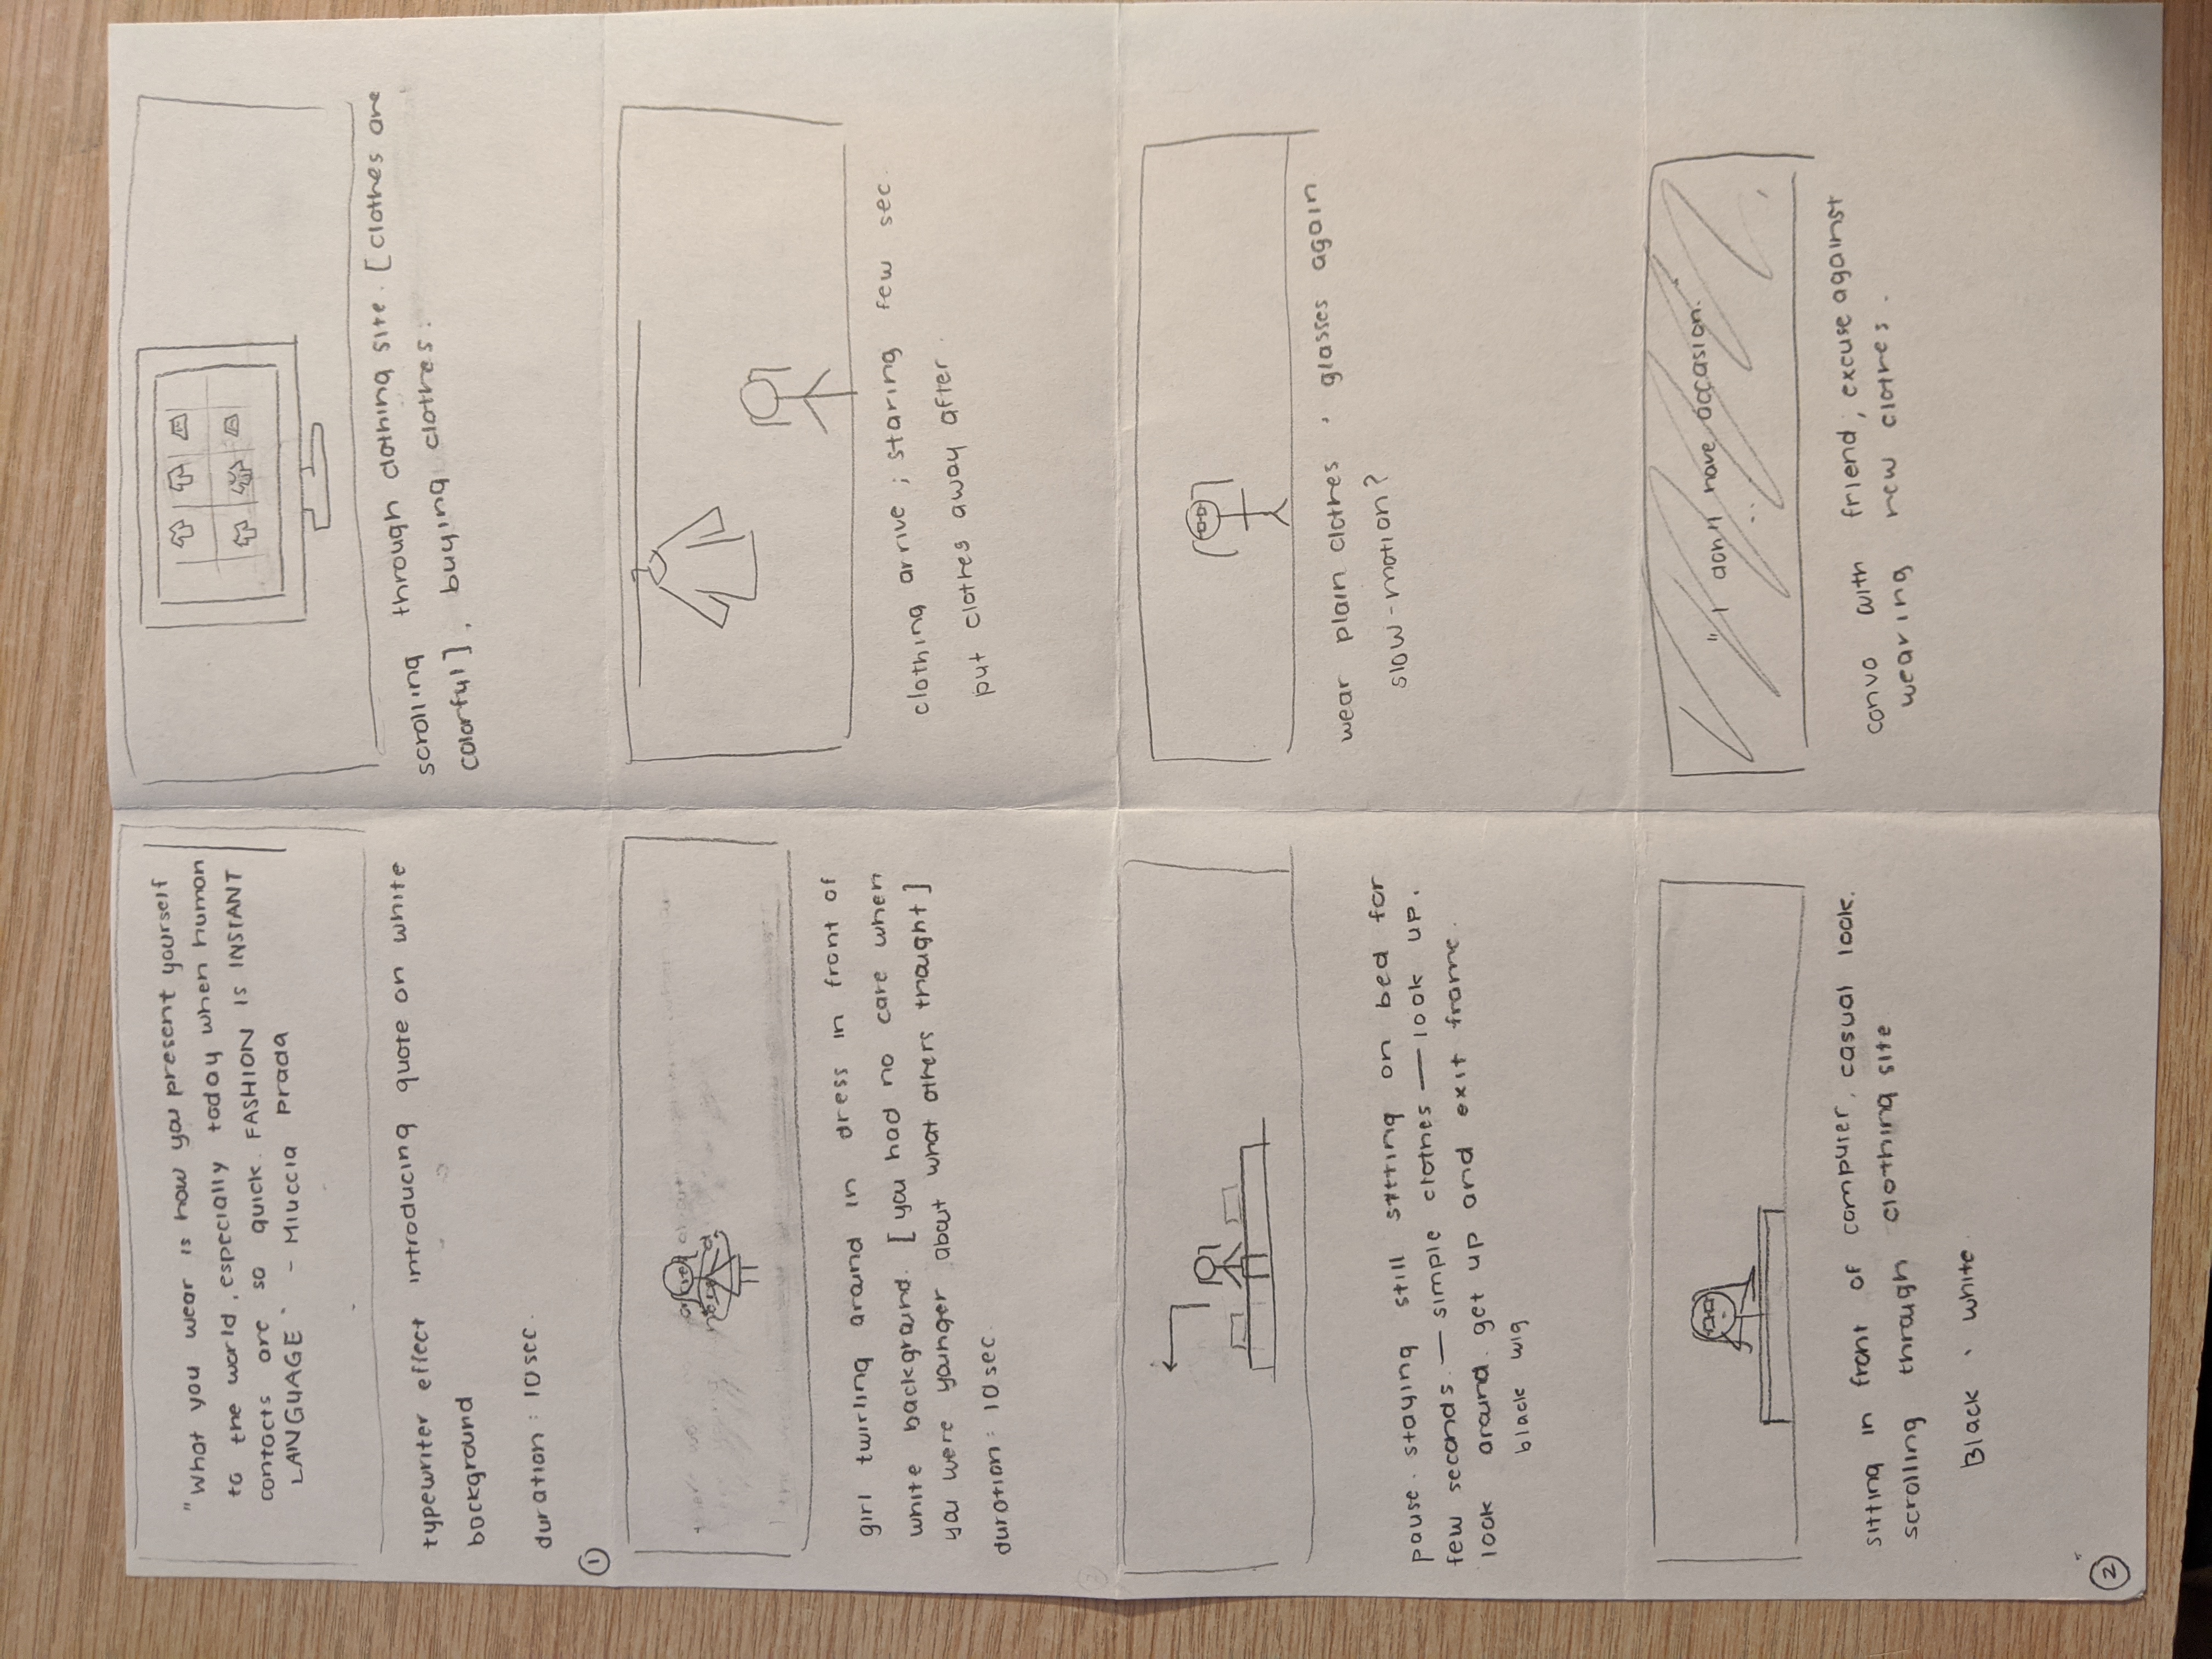 "What you wear is how you present yourself
to the world, especially today when human
contacts are so quick. FASHION IS INSTANT
LANGUAGE" - Miuccia Prada
typewriter effect introducing quote on white
background
duration: 10 sec.
1
girl twirling around in dress in front of
white background. [you had no care when
you were younger about what others thought]
duration: 10 sec.
pause. staying still sitting on bed for
few seconds. — simple clothes — look up.
look around. get up and exit frame.
black wig
sitting in front of computer, casual look.
scrolling through clothing site
Black + white.
2
scrolling through clothing site. [clothes are
colorful], buying clothes.
clothing arrive; staring few sec.
put clothes away after.
wear plain clothes + glasses again
slow-motion?
"I don't have occasion."
convo with friend; excuse against
wearing new clothes.